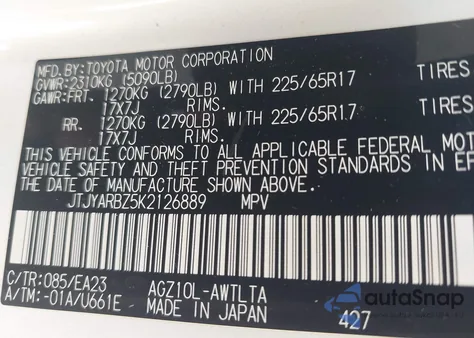 MFD.BY:TOYOTA MOTOR CORPORATION
GVWR:2310KG (5090LB)
GAWR:FRT. 1270KG (2790LB) WITH 225/65R17 TIRES
17X7J RIMS.
RR. 1270KG (2790LB) WITH 225/65R17 TIRES
17X7J RIMS.
THIS VEHICLE CONFORMS TO ALL APPLICABLE FEDERAL MOT
VEHICLE SAFETY AND THEFT PREVENTION STANDARDS IN EF
ON THE DATE OF MANUFACTURE SHOWN ABOVE.
JTJYARBZ5K2126889 MPV
C/TR:085/EA23 AGZ10L-AWTLTA
A/TM:-01A/U661E MADE IN JAPAN 427
autoSnap